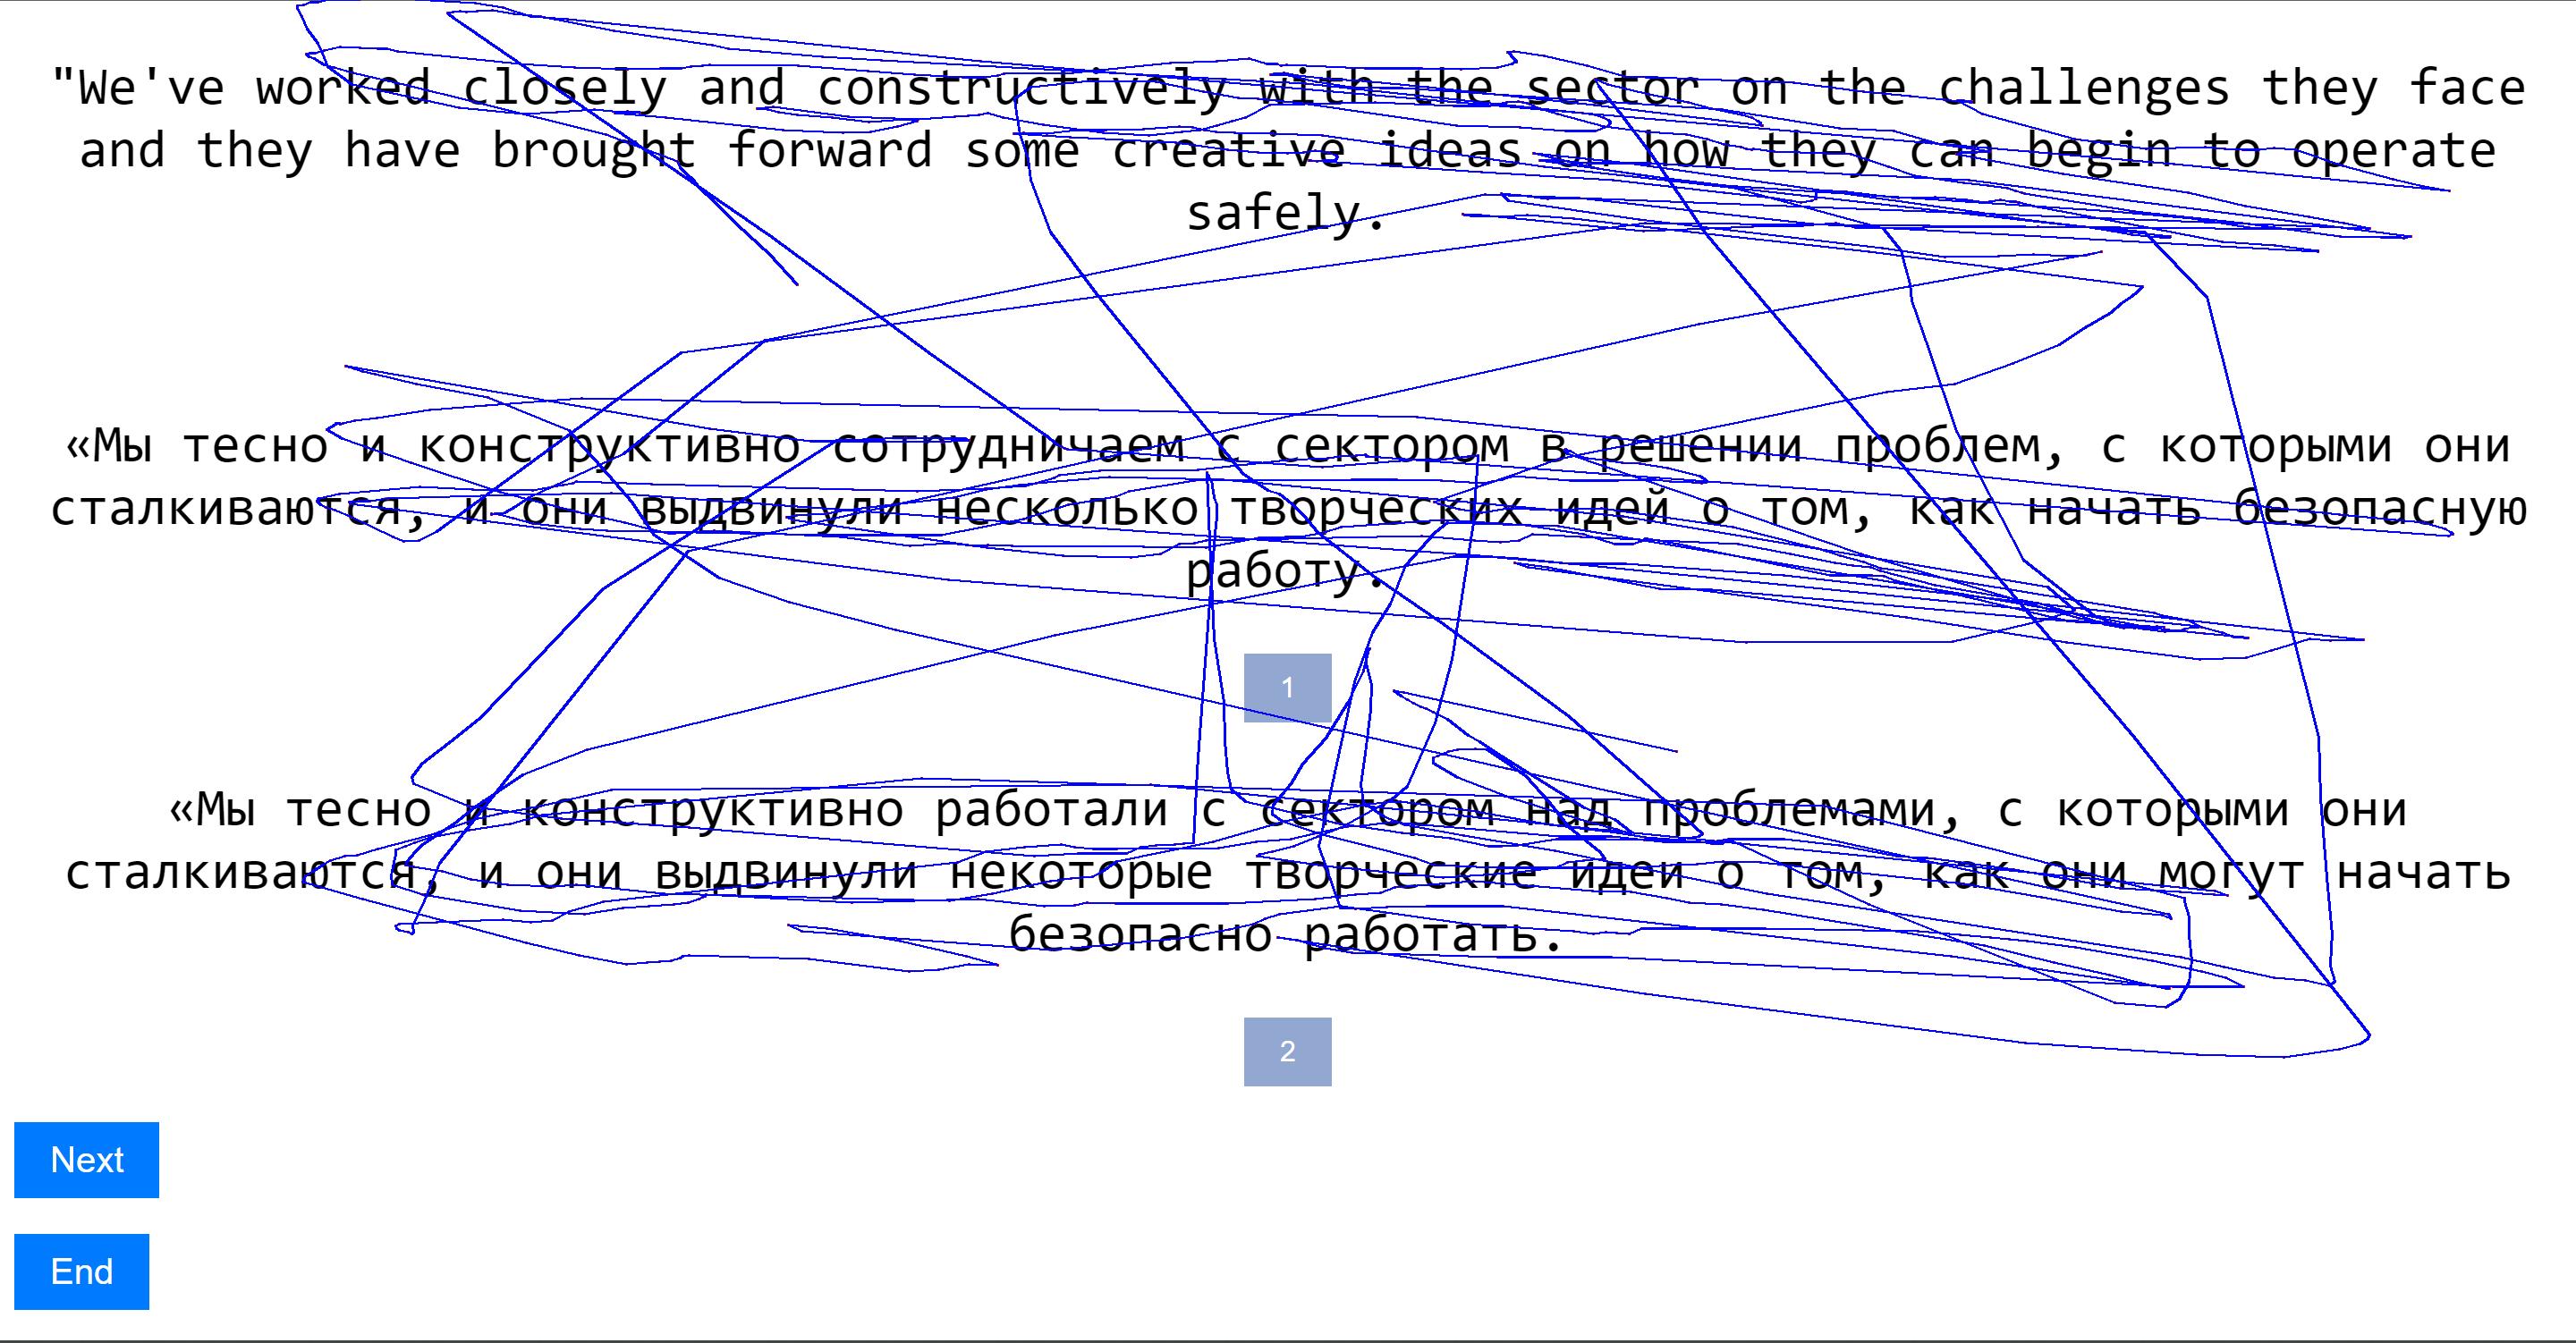 "We've worked closely and constructively with the sector on the challenges they face
and they have brought forward some creative ideas on how they can begin to operate
safely.
«Мы тесно и конструктивно сотрудничаем с сектором в решении проблем, с которыми они
сталкиваются, и они выдвинули несколько творческих идей о том, как начать безопасную
работу.
1
«Мы тесно и конструктивно работали с сектором над проблемами, с которыми они
сталкиваются, и они выдвинули некоторые творческие идеи о том, как они могут начать
безопасно работать.
2
Next
End